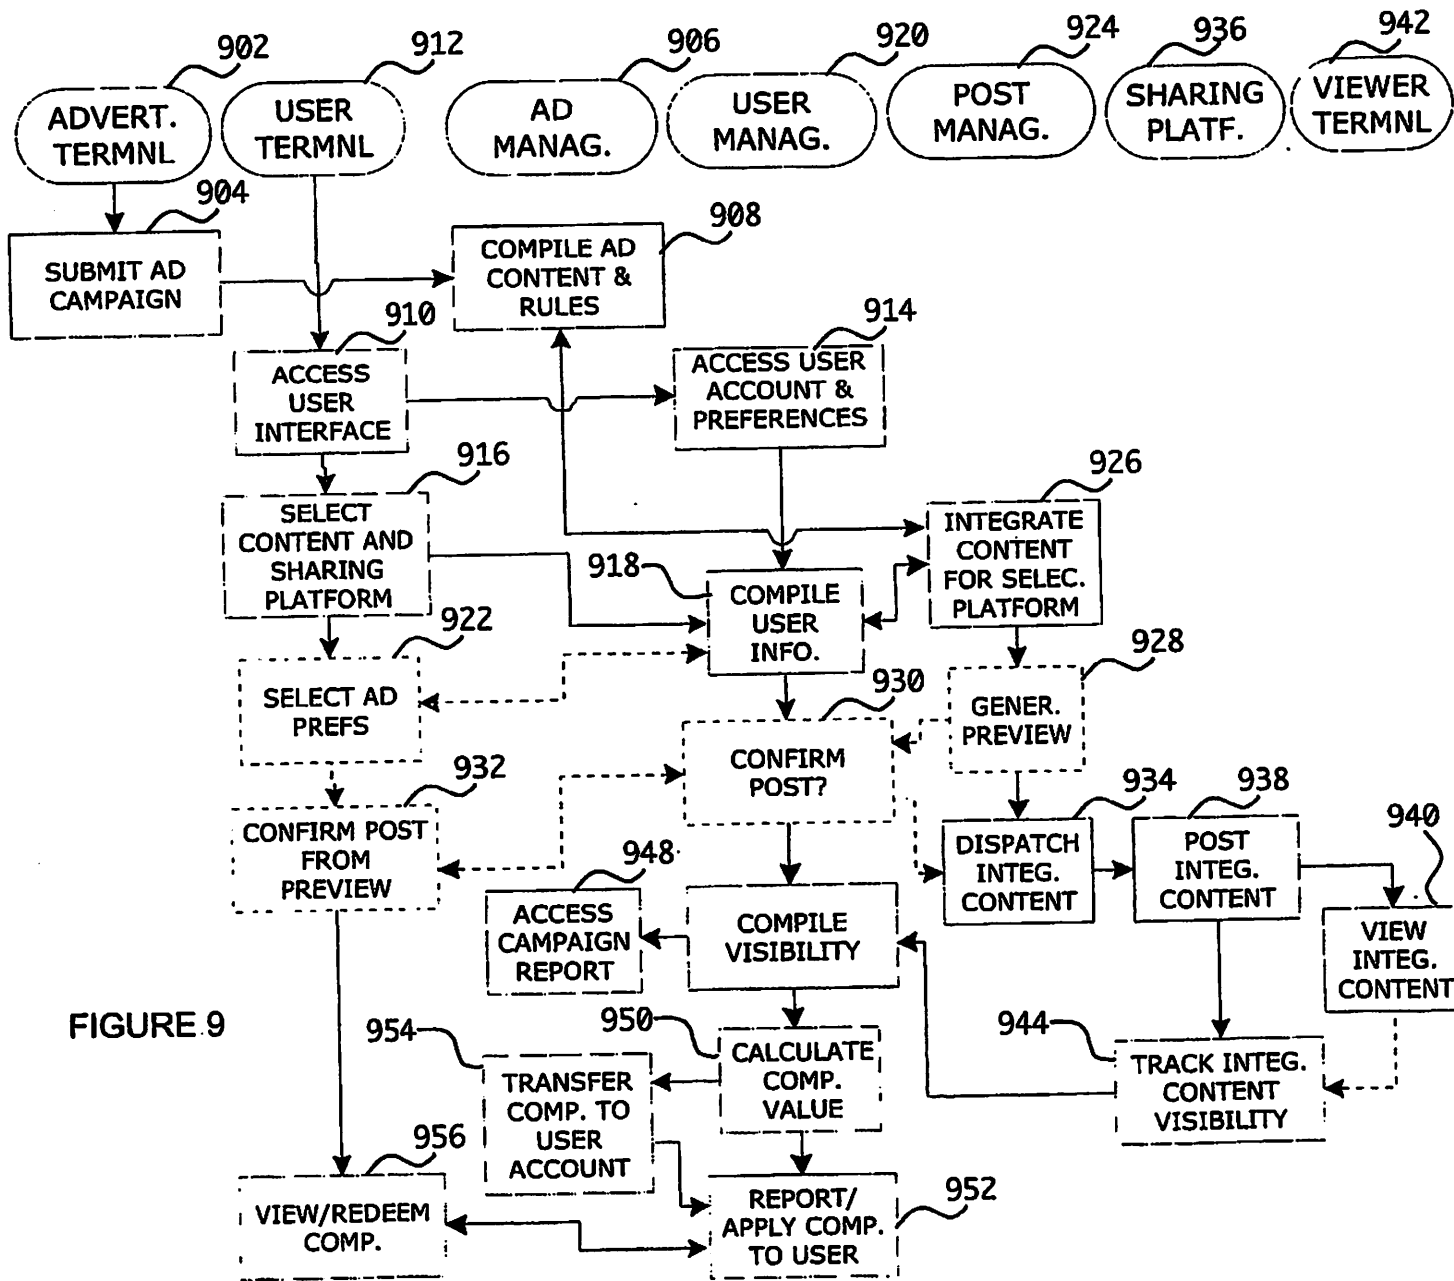 902
912
906
920
924
936
942
ADVERT.
TERMNL
USER
TERMNL
AD
MANAG.
USER
MANAG.
POST
MANAG.
SHARING
PLATF.
VIEWER
TERMNL
904
SUBMIT AD
CAMPAIGN
908
COMPILE AD
CONTENT &
RULES
910
ACCESS
USER
INTERFACE
914
ACCESS USER
ACCOUNT &
PREFERENCES
916
SELECT
CONTENT AND
SHARING
PLATFORM
918
COMPILE
USER
INFO.
926
INTEGRATE
CONTENT
FOR SELEC.
PLATFORM
922
SELECT AD
PREFS
928
GENER.
PREVIEW
930
CONFIRM
POST?
932
CONFIRM POST
FROM
PREVIEW
934
DISPATCH
INTEG.
CONTENT
938
POST
INTEG.
CONTENT
940
VIEW
INTEG.
CONTENT
948
ACCESS
CAMPAIGN
REPORT
COMPILE
VISIBILITY
944
TRACK INTEG.
CONTENT
VISIBILITY
FIGURE 9
954
TRANSFER
COMP. TO
USER
ACCOUNT
950
CALCULATE
COMP.
VALUE
956
VIEW/REDEEM
COMP.
952
REPORT/
APPLY COMP.
TO USER